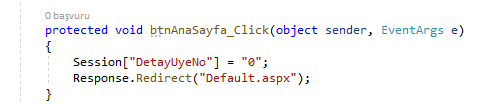 0 başvuru
protected void btnAnaSayfa_Click(object sender, EventArgs e)
{
Session["DetayUyeNo"] = "0";
Response.Redirect("Default.aspx");
}